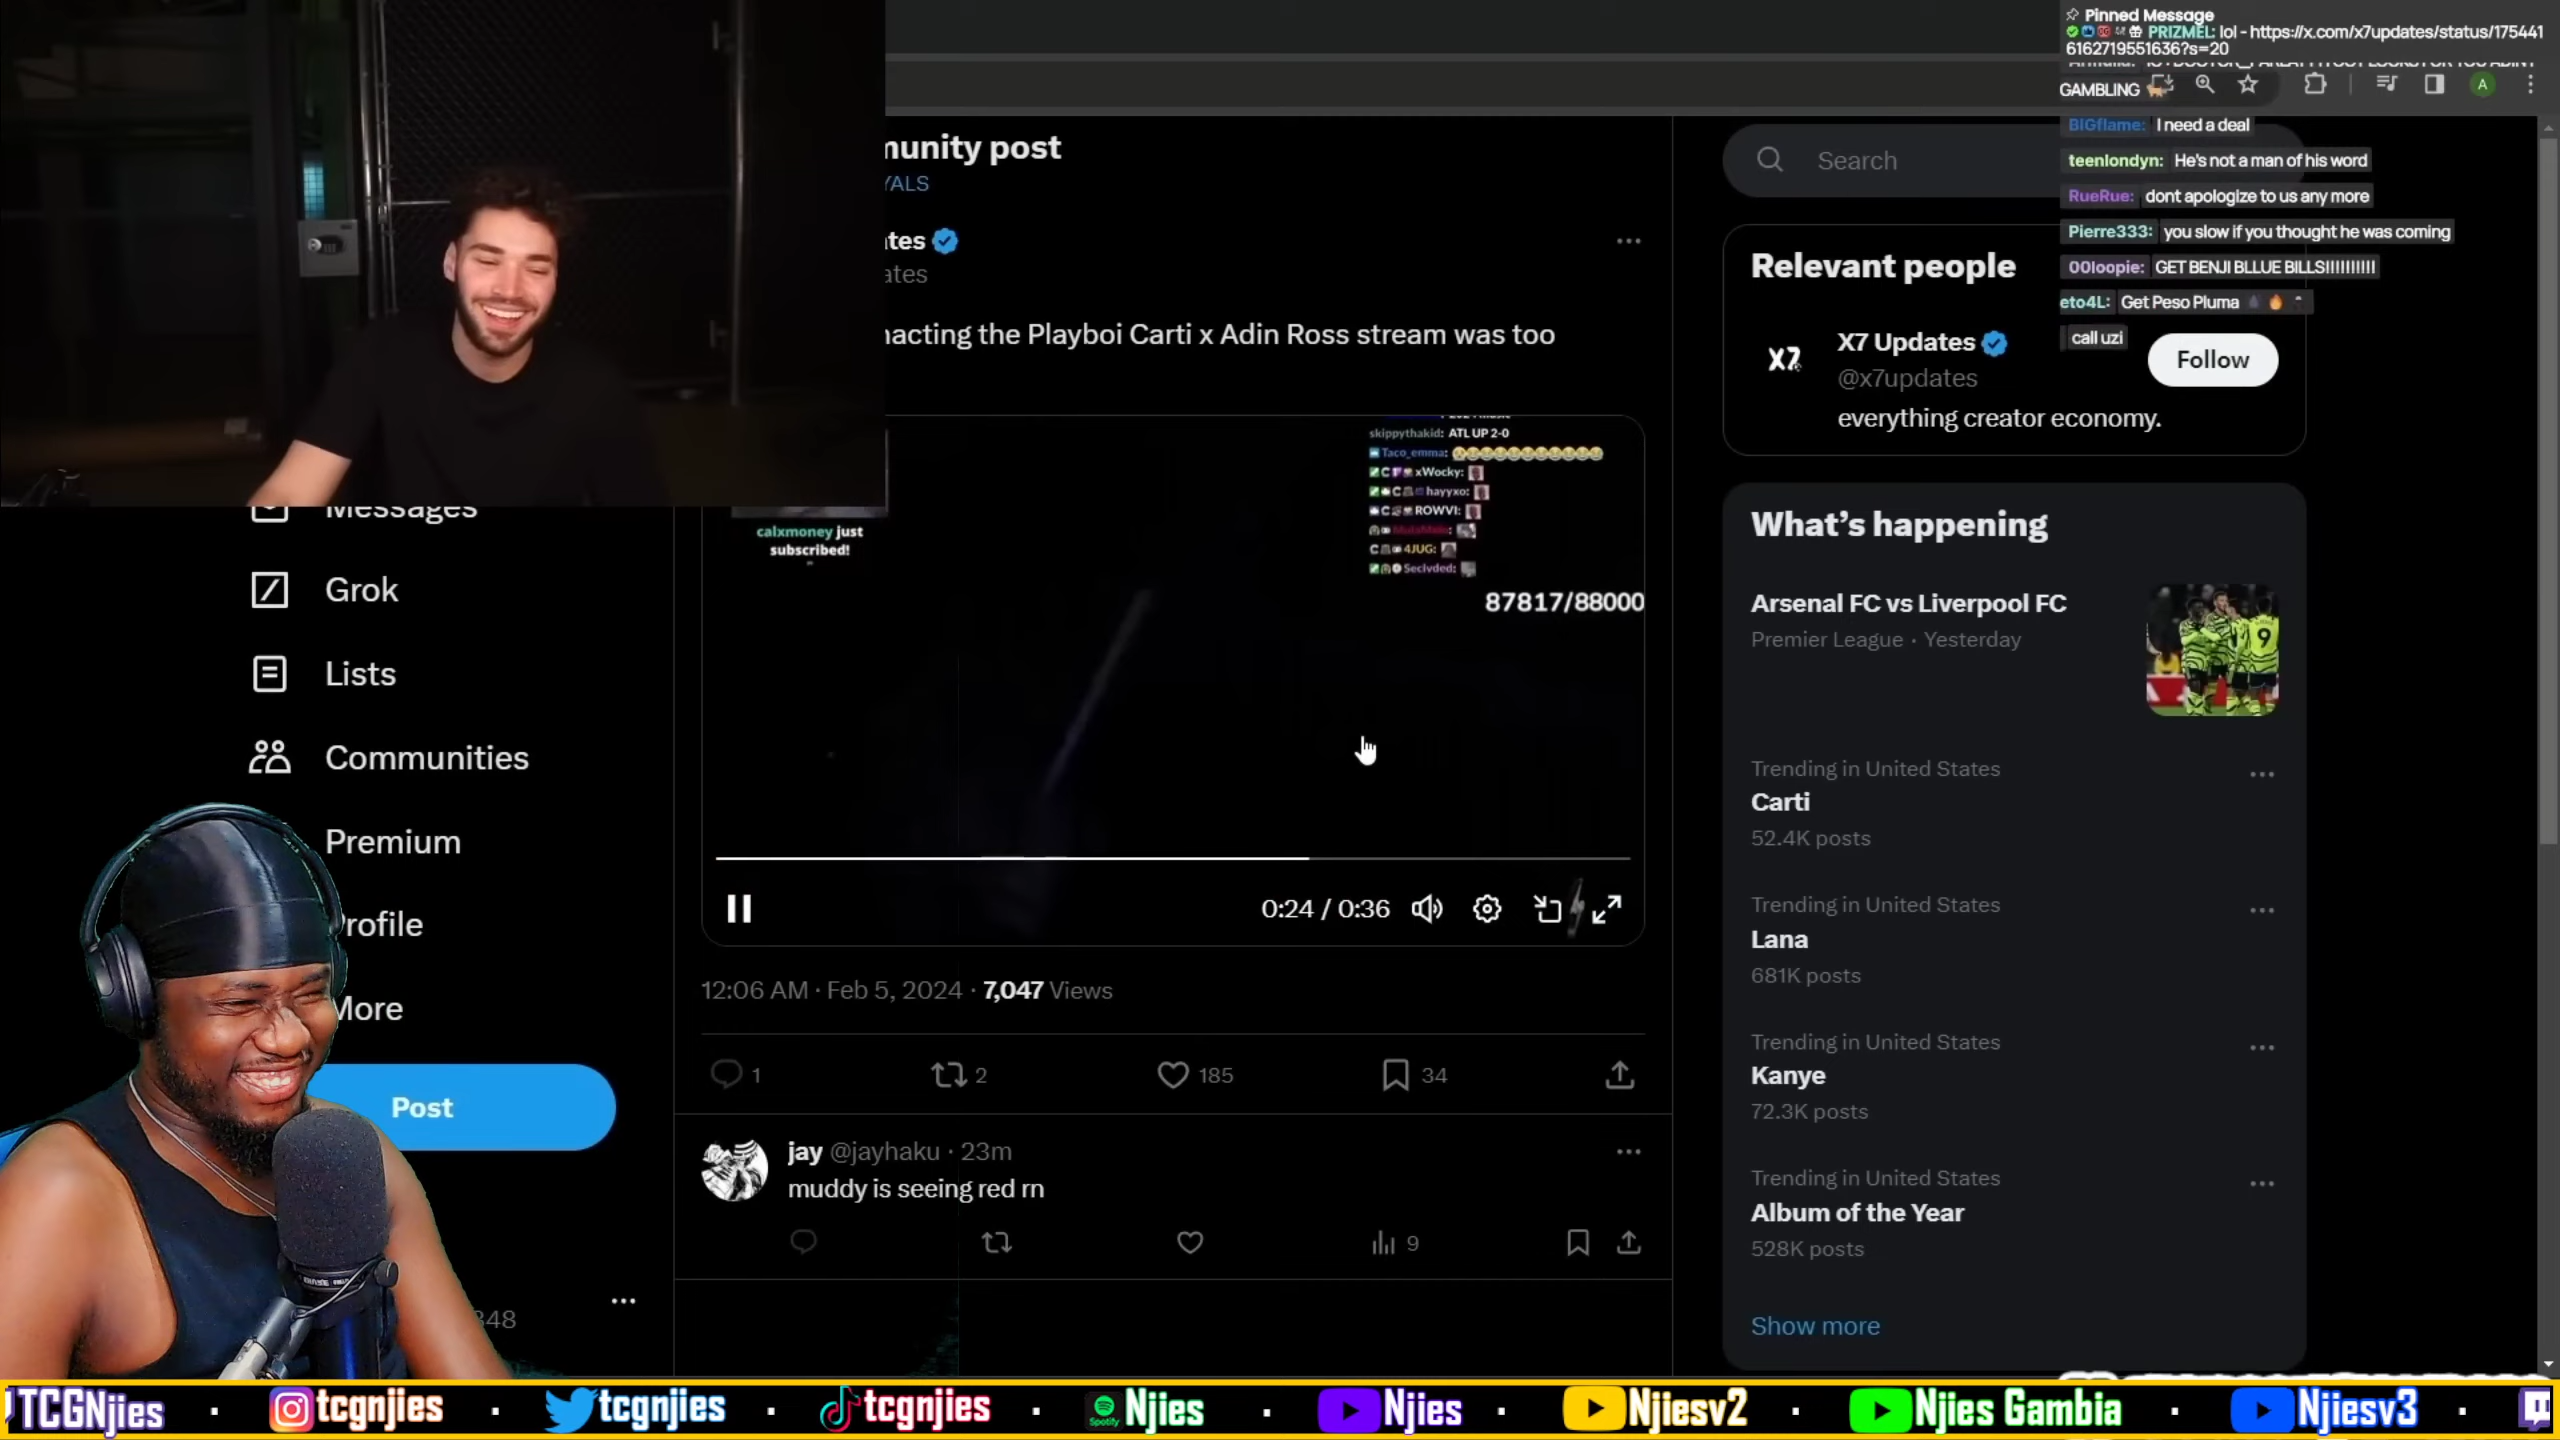 Pinned Message
PRIZMEL: lol - https://x.com/x7updates/status/175441
6162719551636?s=20
GAMBLING
BIGflame: I need a deal
teenlondyn: He's not a man of his word
RueRue: dont apologize to us any more
Pierre333: you slow if you thought he was coming
00loopie: GET BENJI BLLUE BILLS!!!!!!!!!!
eto4L: Get Peso Pluma
call uzi
A
munity post
YALS
ates
ates
nacting the Playboi Carti x Adin Ross stream was too
calxmoney just
subscribed!
skippythakid: ATL UP 2-0
Taco_emma:
xWocky:
hayyxo:
ROWVI:
4JUG:
Seclvded:
87817/88000
0:24 / 0:36
12:06 AM · Feb 5, 2024 · 7,047 Views
1
2
185
34
jay @jayhaku · 23m
muddy is seeing red rn
9
Messages
Grok
Lists
Communities
Premium
Profile
More
Post
348
Search
Relevant people
X7 Updates
@x7updates
Follow
everything creator economy.
What's happening
Arsenal FC vs Liverpool FC
Premier League · Yesterday
Trending in United States
Carti
52.4K posts
Trending in United States
Lana
681K posts
Trending in United States
Kanye
72.3K posts
Trending in United States
Album of the Year
528K posts
Show more
TCGNjies · tcgnjies · tcgnjies · tcgnjies · Spotify Njies · Njies · Njiesv2 · Njies Gambia · Njiesv3 ·